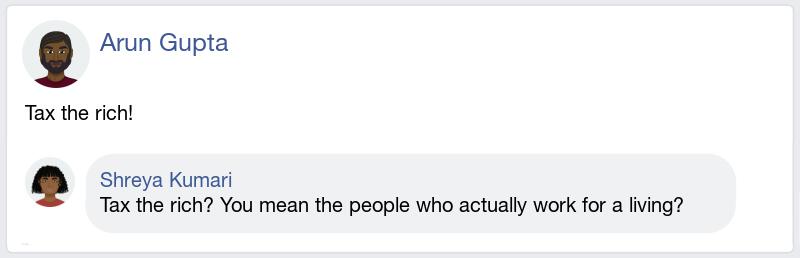 Arun Gupta
Tax the rich!
Shreya Kumari
Tax the rich? You mean the people who actually work for a living?